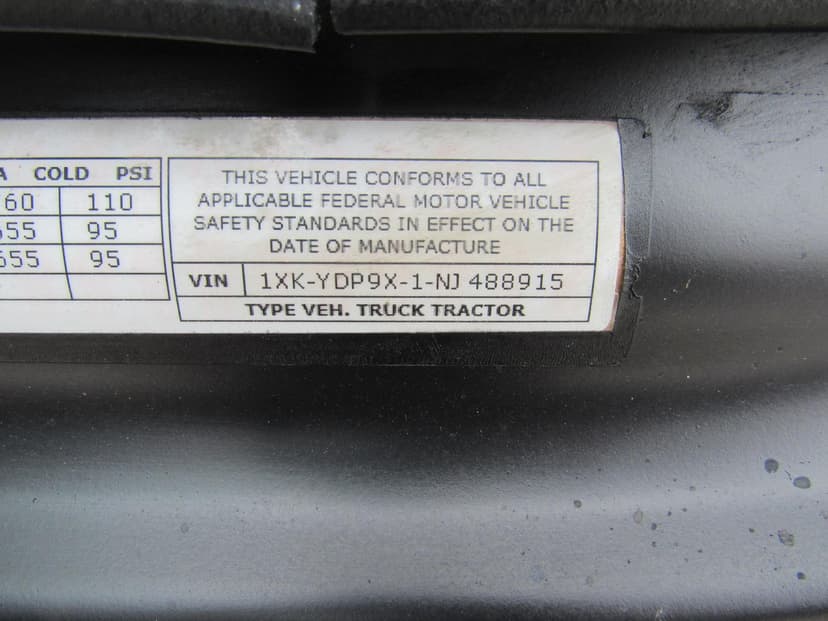 A COLD PSI
60 110
655 95
655 95
THIS VEHICLE CONFORMS TO ALL
APPLICABLE FEDERAL MOTOR VEHICLE
SAFETY STANDARDS IN EFFECT ON THE
DATE OF MANUFACTURE
VIN 1XK-YDP9X-1-NJ 488915
TYPE VEH. TRUCK TRACTOR